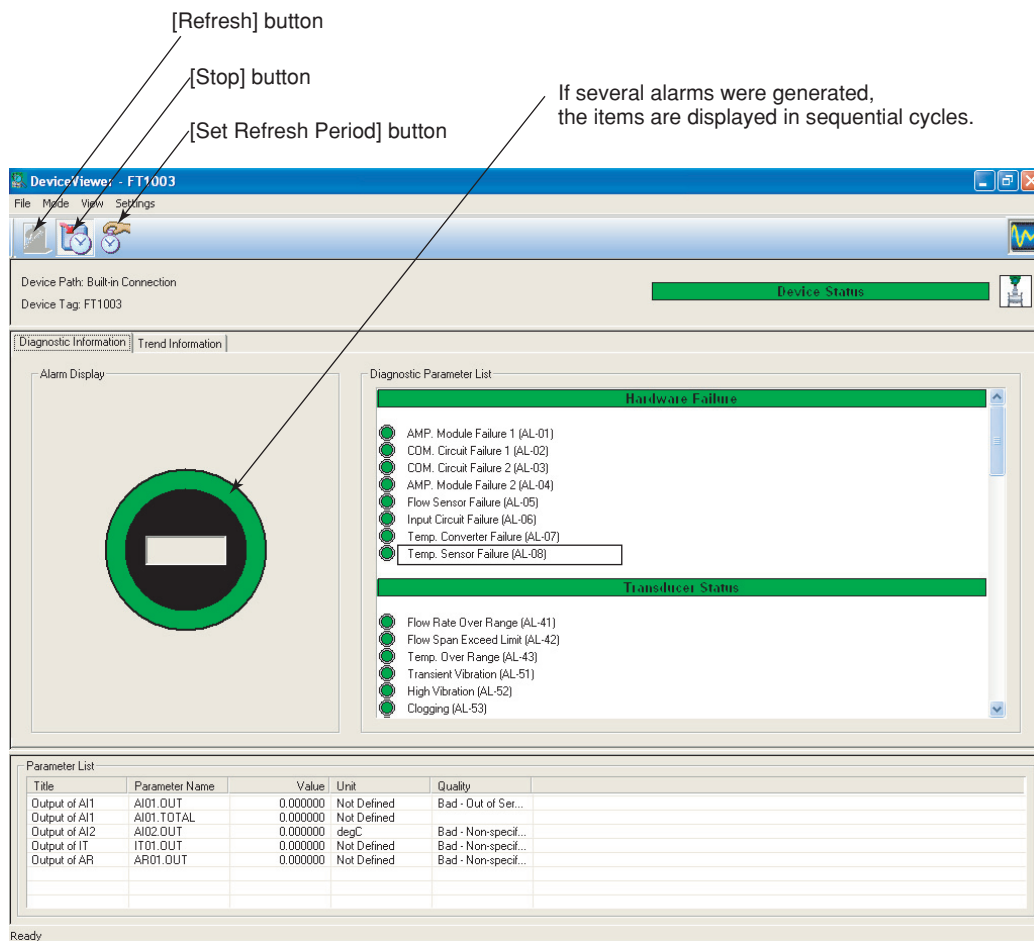 [Refresh] button
[Stop] button
[Set Refresh Period] button
If several alarms were generated,
the items are displayed in sequential cycles.
DeviceViewer - FT1003
File Mode View Settings
Device Path: Built-in Connection
Device Tag: FT1003
Device Status
Diagnostic Information Trend Information
Alarm Display
Diagnostic Parameter List
Hardware Failure
AMP. Module Failure 1 (AL-01)
COM. Circuit Failure 1 (AL-02)
COM. Circuit Failure 2 (AL-03)
AMP. Module Failure 2 (AL-04)
Flow Sensor Failure (AL-05)
Input Circuit Failure (AL-06)
Temp. Converter Failure (AL-07)
Temp. Sensor Failure (AL-08)
Transducer Status
Flow Rate Over Range (AL-41)
Flow Span Exceed Limit (AL-42)
Temp. Over Range (AL-43)
Transient Vibration (AL-51)
High Vibration (AL-52)
Clogging (AL-53)
Parameter List
Title Parameter Name Value Unit Quality
Output of AI1 AI01.OUT 0.000000 Not Defined Bad - Out of Ser...
Output of AI1 AI01.TOTAL 0.000000 Not Defined
Output of AI2 AI02.OUT 0.000000 degC Bad - Non-specif...
Output of IT IT01.OUT 0.000000 Not Defined Bad - Non-specif...
Output of AR AR01.OUT 0.000000 Not Defined Bad - Non-specif...
Ready